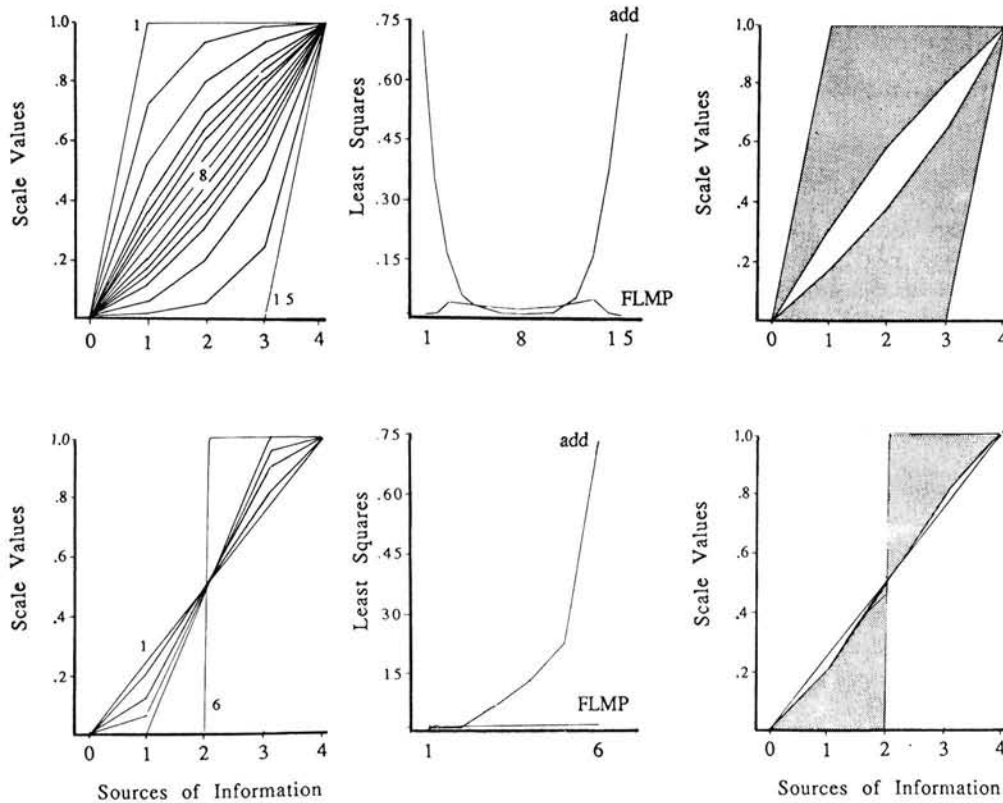 1.0
.8
.6
.4
.2
Scale Values
1
8
1 5
0 1 2 3 4
.75
.60
.45
.30
.15
Least Squares
add
FLMP
1 8 1 5
1.0
.8
.6
.4
.2
Scale Values
0 1 2 3 4
1.0
.8
.6
.4
.2
Scale Values
1
6
0 1 2 3 4
Sources of Information
.75
.60
.45
30
15
Least Squares
add
FLMP
1 6
1.0
.8
.6
.4
.2
Scale Values
0 1 2 3 4
Sources of Information